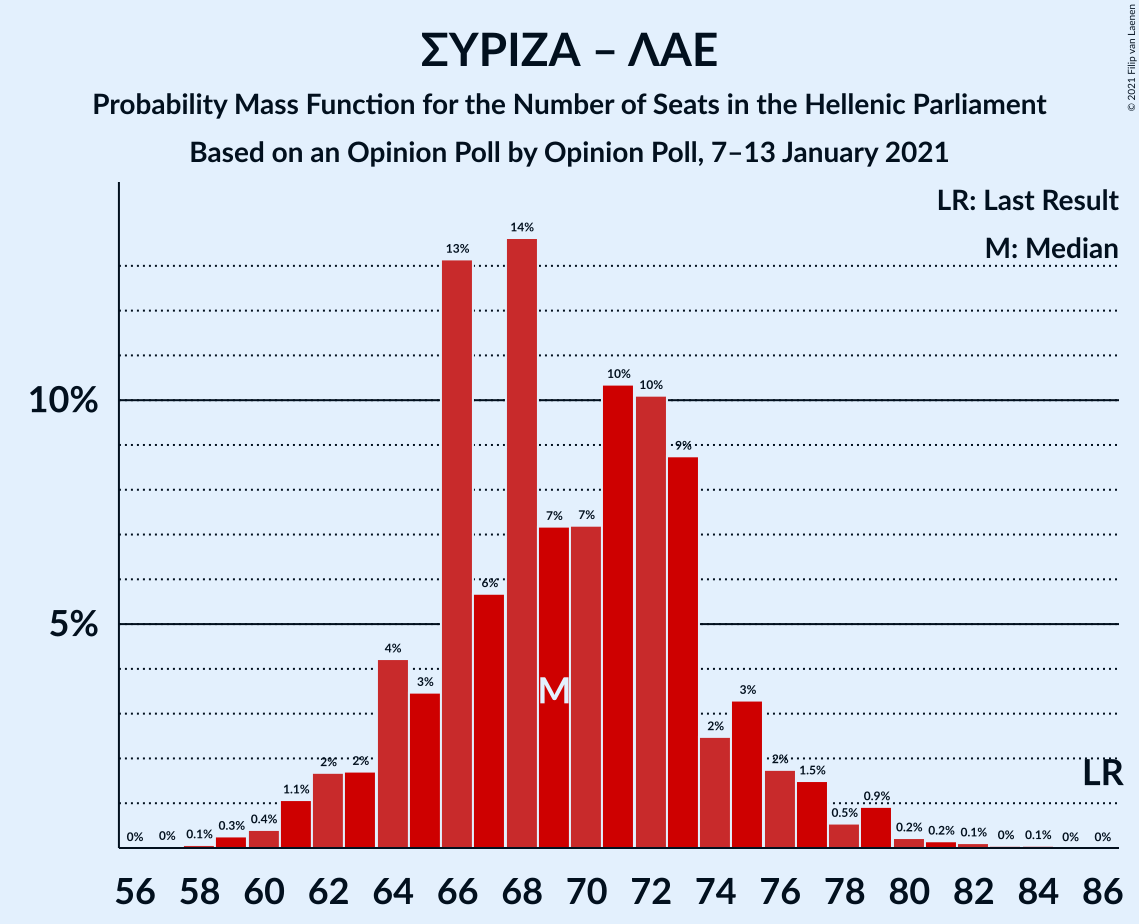 ΣΥΡΙΖΑ – ΛΑΕ
Probability Mass Function for the Number of Seats in the Hellenic Parliament
Based on an Opinion Poll by Opinion Poll, 7–13 January 2021
© 2021 Filip van Laenen
LR: Last Result
M: Median
10%
5%
0% 0% 0.1% 0.3% 0.4% 1.1% 2% 2% 4% 3% 13% 6% 14% 7% 7% 10% 10% 9% 2% 3% 2% 1.5% 0.5% 0.9% 0.2% 0.2% 0.1% 0% 0.1% 0% 0%
M
LR
56 58 60 62 64 66 68 70 72 74 76 78 80 82 84 86